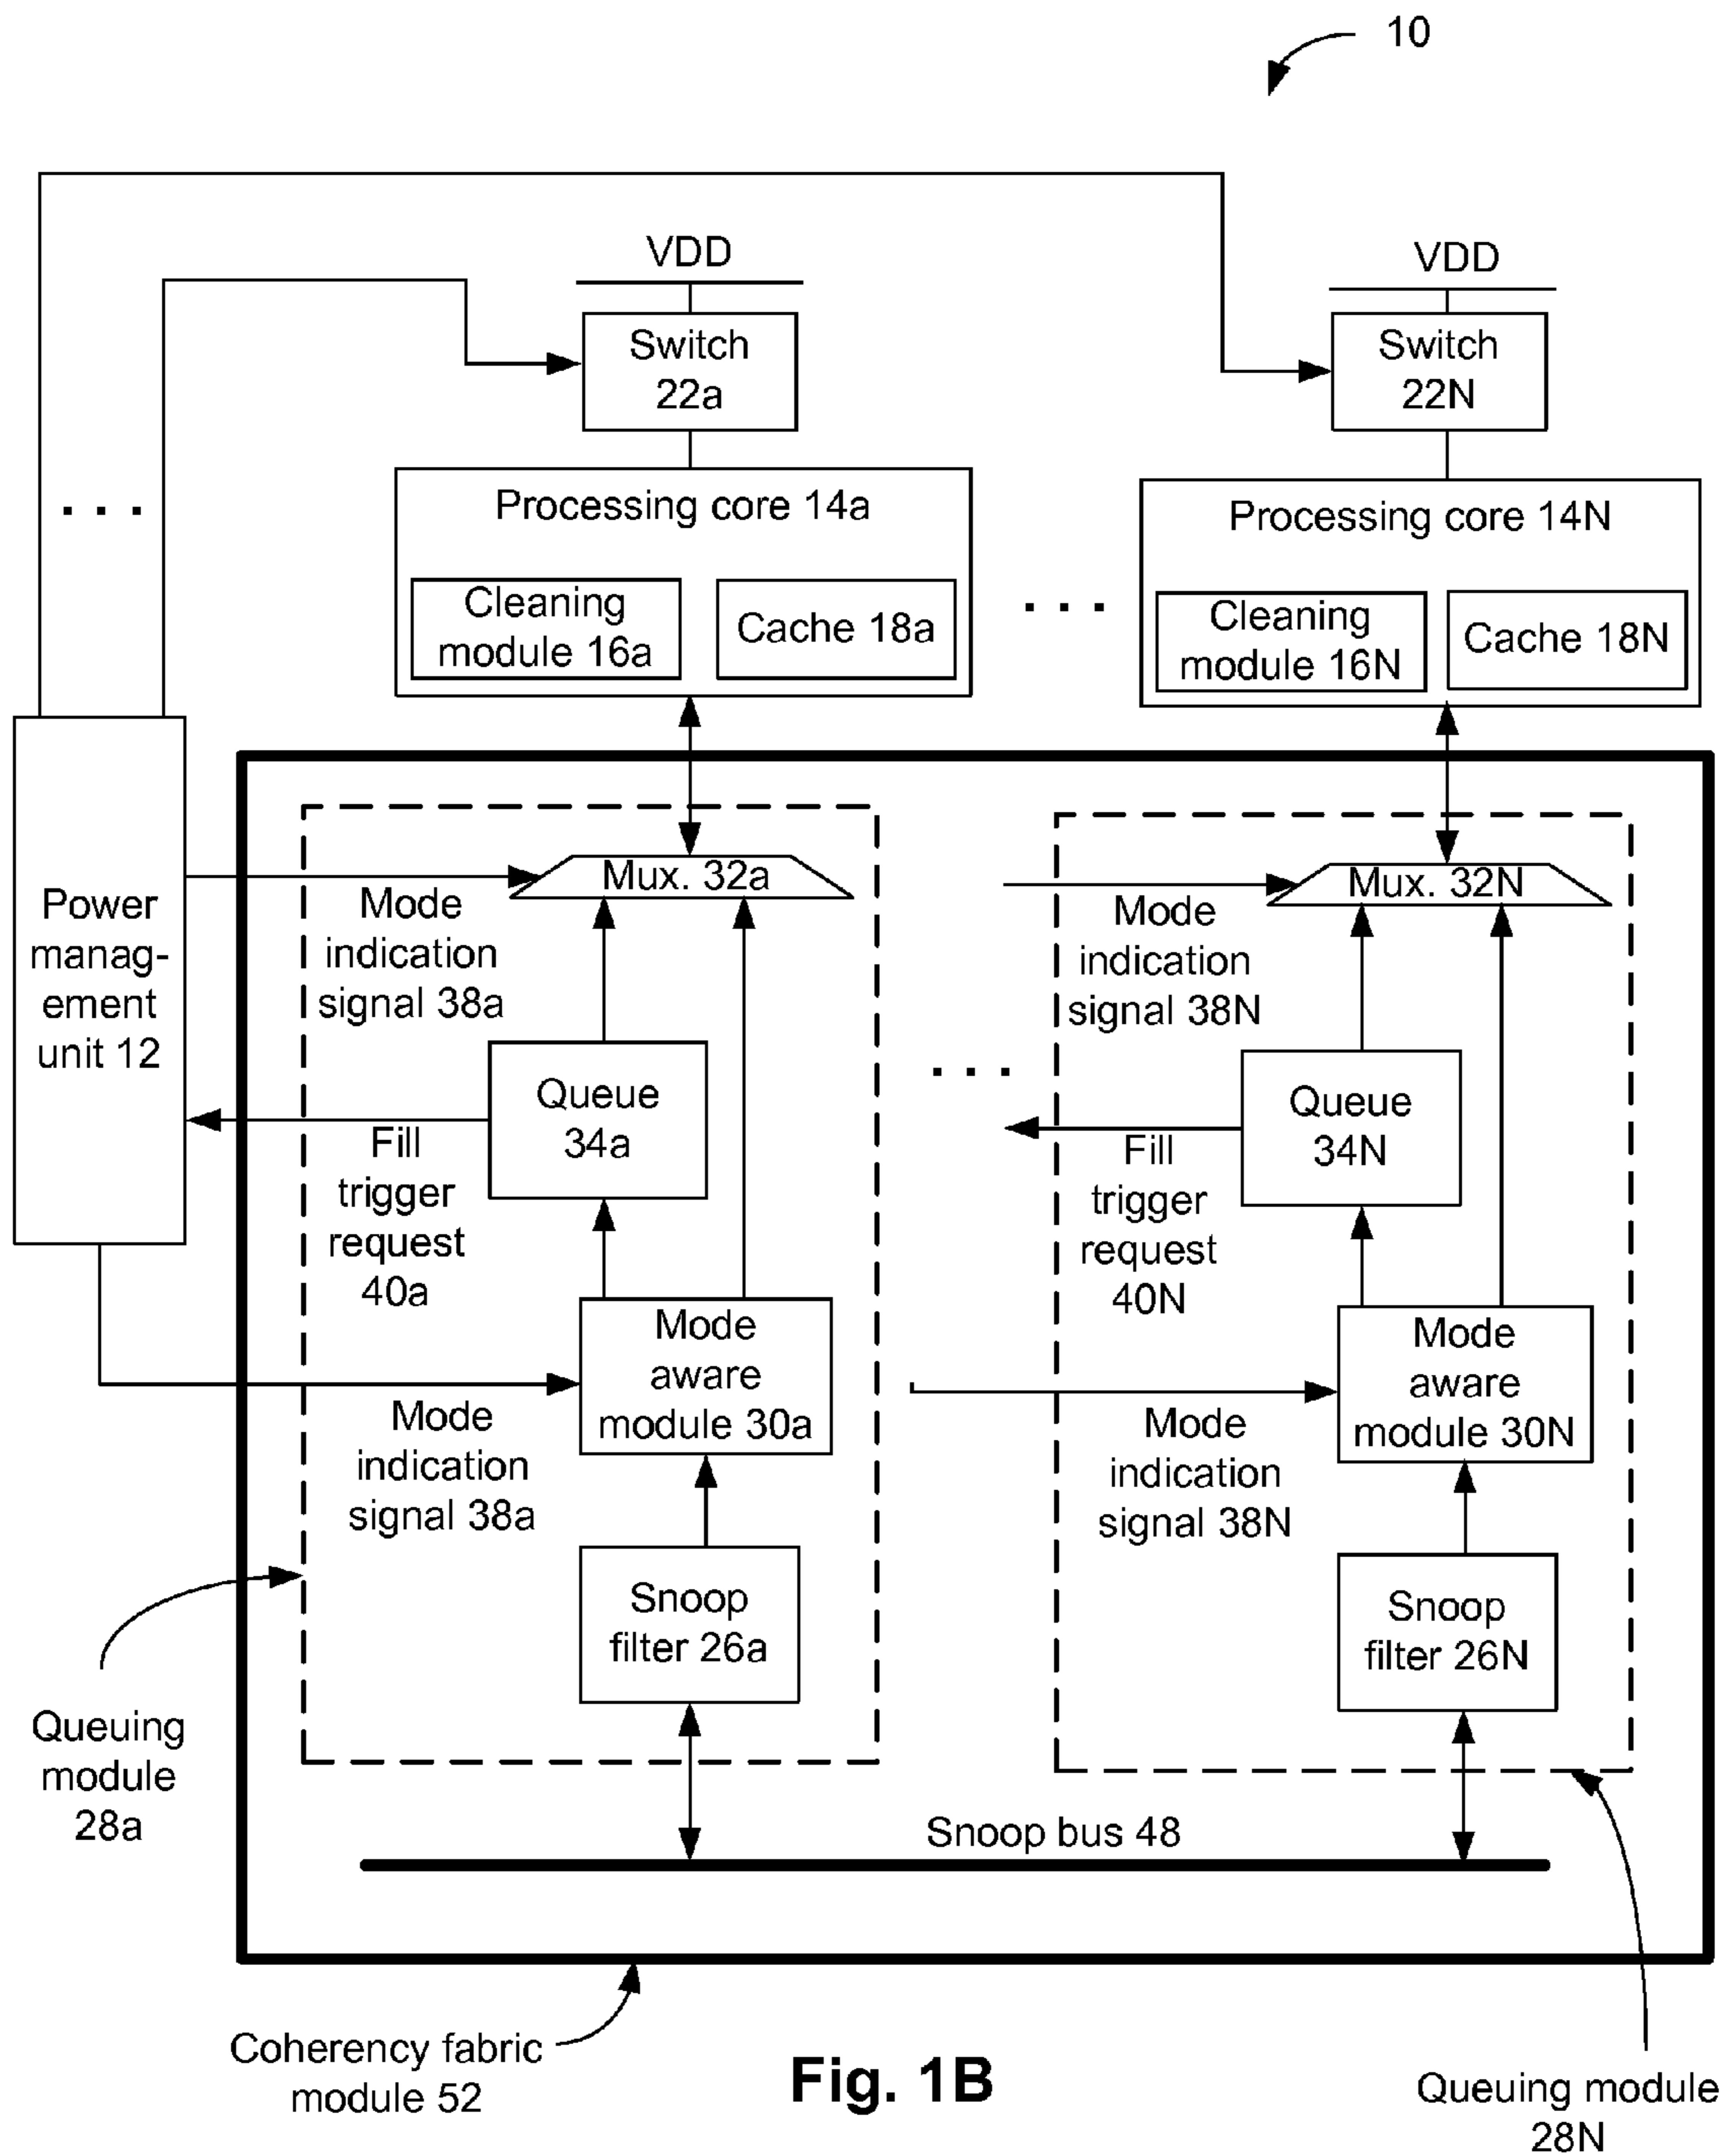 10
VDD
VDD
Switch
22a
Switch
22N
. . .
Processing core 14a
Processing core 14N
Cleaning
module 16a
Cache 18a
. . .
Cleaning
module 16N
Cache 18N
Power
manag-
ement
unit 12
Mux. 32a
Mode
indication
signal 38a
Mux. 32N
Mode
indication
signal 38N
Queue
34a
. . .
Queue
34N
Fill
trigger
request
40a
Fill
trigger
request
40N
Mode
aware
module 30a
Mode
aware
module 30N
Mode
indication
signal 38a
Mode
indication
signal 38N
Snoop
filter 26a
Snoop
filter 26N
Queuing
module
28a
Snoop bus 48
Coherency fabric
module 52
Fig. 1B
Queuing module
28N